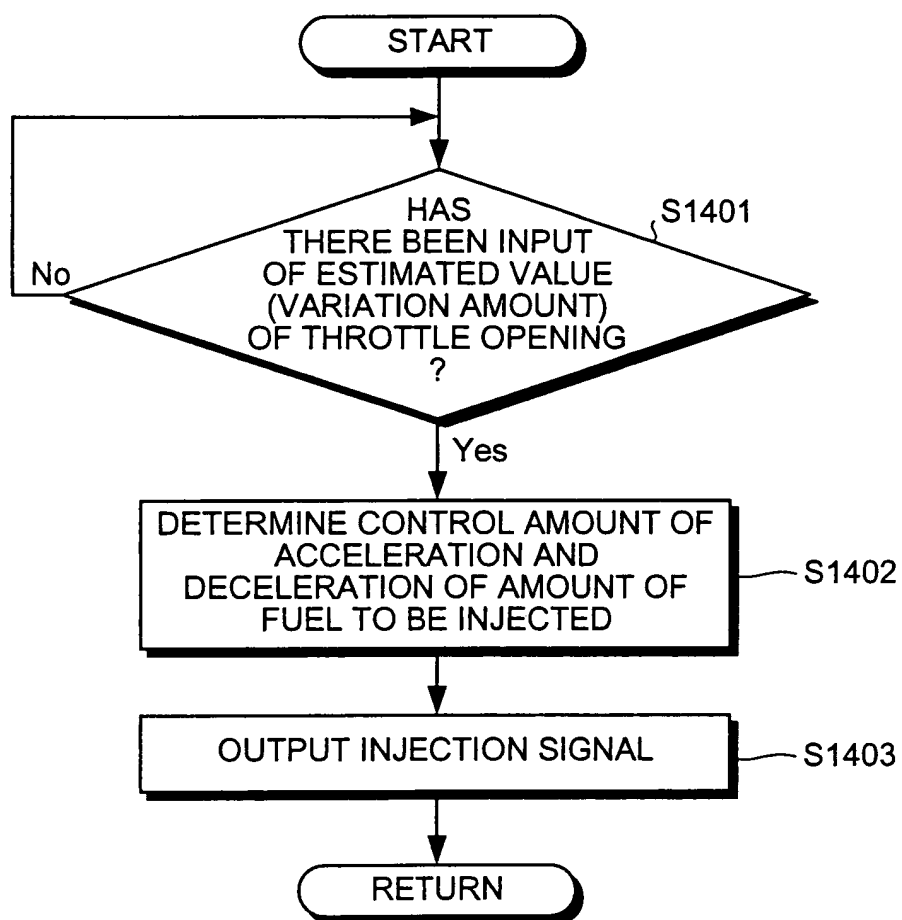 START
HAS
THERE BEEN INPUT
OF ESTIMATED VALUE
(VARIATION AMOUNT)
OF THROTTLE OPENING
?
S1401
No
Yes
DETERMINE CONTROL AMOUNT OF
ACCELERATION AND
DECELERATION OF AMOUNT OF
FUEL TO BE INJECTED
S1402
OUTPUT INJECTION SIGNAL
S1403
RETURN